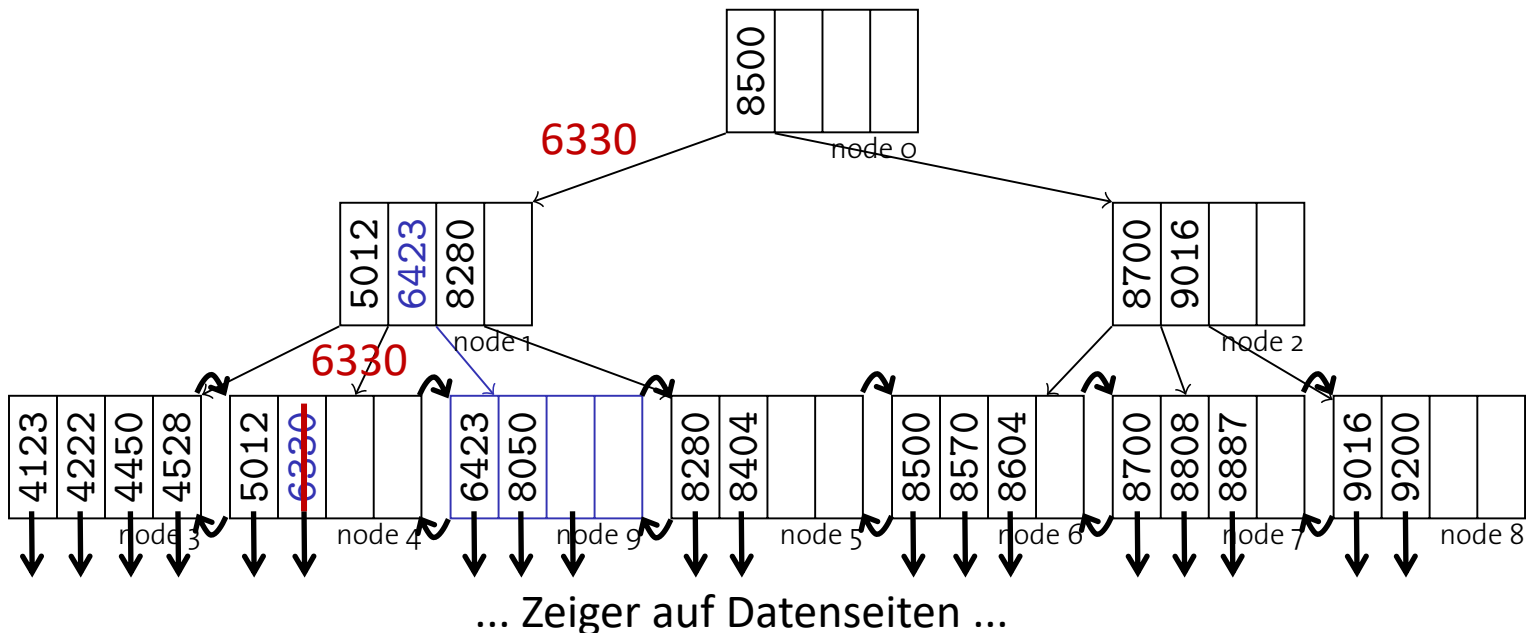 8500
6330
node 0
5012 6423 8280
node 1
8700 9016
node 2
6330
4123 4222 4450 4528
node 3
5012 6330
node 4
6423 8050
node 9
8280 8404
node 5
8500 8570 8604
node 6
8700 8808 8887
node 7
9016 9200
node 8
... Zeiger auf Datenseiten ...